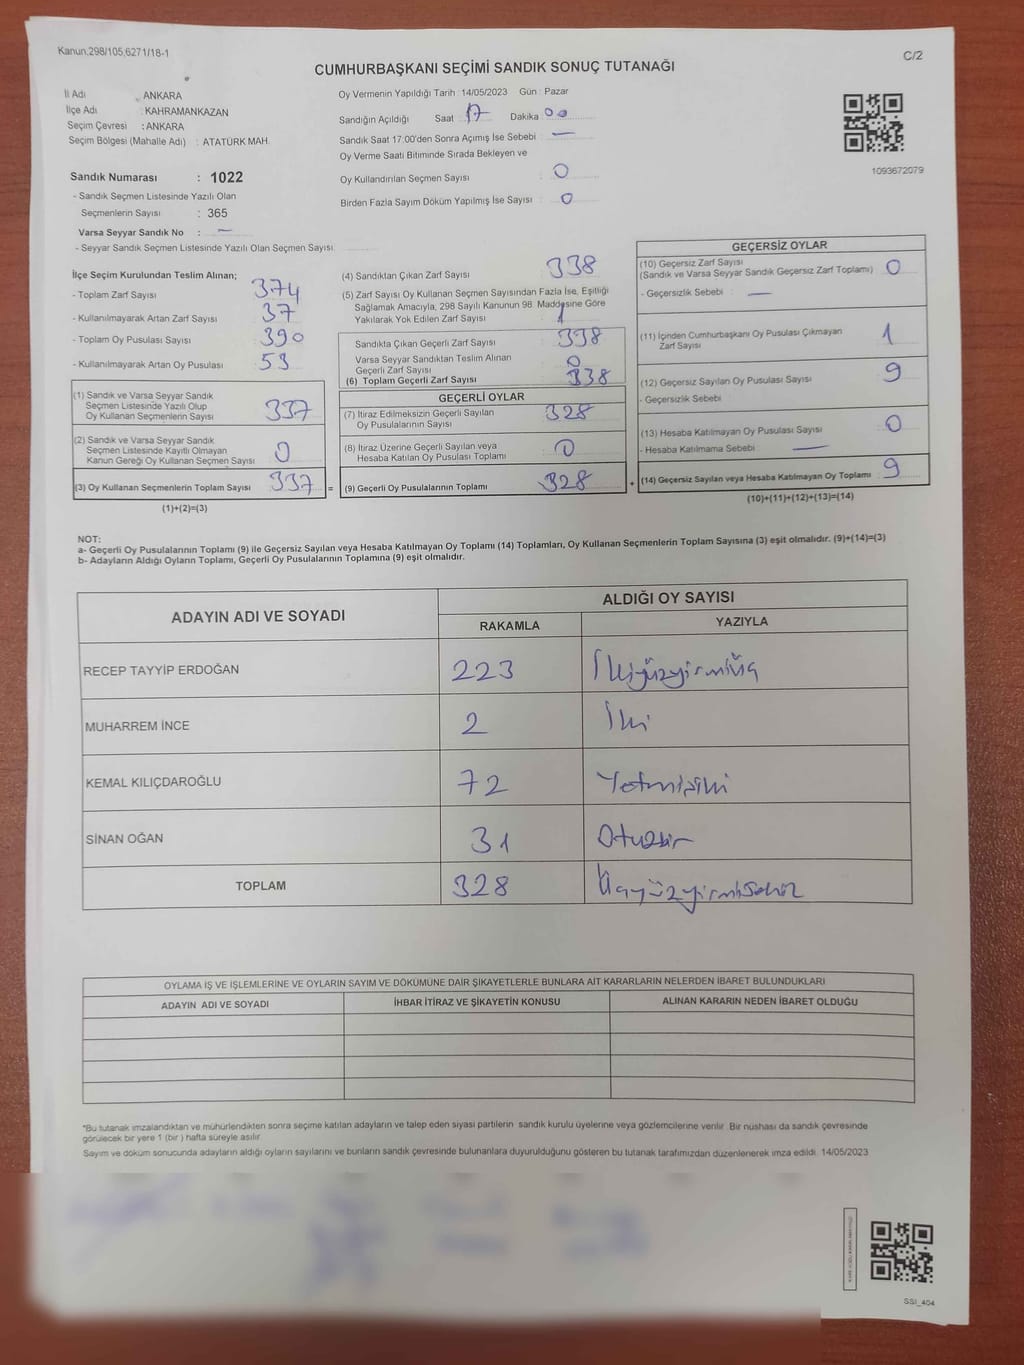 Kanun.298/105,6271/18-1
C/2
CUMHURBAŞKANI SEÇİMİ SANDIK SONUÇ TUTANAĞI
İl Adı : ANKARA
İlçe Adı : KAHRAMANKAZAN
Seçim Çevresi : ANKARA
Seçim Bölgesi (Mahalle Adı) : ATATÜRK MAH.
Oy Vermenin Yapıldığı Tarih : 14/05/2023 Gün : Pazar
Sandığın Açıldığı Saat 17 Dakika 00
Sandık Saat 17:00'den Sonra Açımış İse Sebebi : —
Oy Verme Saati Bitiminde Sırada Bekleyen ve
Oy Kullandırılan Seçmen Sayısı : 0
Birden Fazla Sayım Döküm Yapılmış İse Sayısı : 0
1093672079
Sandık Numarası : 1022
- Sandık Seçmen Listesinde Yazılı Olan
Seçmenlerin Sayısı : 365
Varsa Seyyar Sandık No : —
- Seyyar Sandık Seçmen Listesinde Yazılı Olan Seçmen Sayısı
İlçe Seçim Kurulundan Teslim Alınan;
- Toplam Zarf Sayısı 374
- Kullanılmayarak Artan Zarf Sayısı 37
- Toplam Oy Pusulası Sayısı 390
- Kullanılmayarak Artan Oy Pusulası 53
(1) Sandık ve Varsa Seyyar Sandık
Seçmen Listesinde Yazılı Olup
Oy Kullanan Seçmenlerin Sayısı 337
(2) Sandık ve Varsa Seyyar Sandık
Seçmen Listesinde Kayıtlı Olmayan
Kanun Gereği Oy Kullanan Seçmen Sayısı 0
(3) Oy Kullanan Seçmenlerin Toplam Sayısı 337 =
(1)+(2)=(3)
(4) Sandıktan Çıkan Zarf Sayısı 338
(5) Zarf Sayısı Oy Kullanan Seçmen Sayısından Fazla İse, Eşitliği
Sağlamak Amacıyla, 298 Sayılı Kanunun 98. Maddesine Göre
Yakılarak Yok Edilen Zarf Sayısı 1
Sandıkta Çıkan Geçerli Zarf Sayısı 338
Varsa Seyyar Sandıktan Teslim Alınan
Geçerli Zarf Sayısı 0
(6) Toplam Geçerli Zarf Sayısı 338
GEÇERLİ OYLAR
(7) İtiraz Edilmeksizin Geçerli Sayılan
Oy Pusulalarının Sayısı 328
(8) İtiraz Üzerine Geçerli Sayılan veya
Hesaba Katılan Oy Pusulası Toplamı 0
(9) Geçerli Oy Pusulalarının Toplamı 328 +
GEÇERSİZ OYLAR
(10) Geçersiz Zarf Sayısı
(Sandık ve Varsa Seyyar Sandık Geçersiz Zarf Toplamı) 0
- Geçersizlik Sebebi : —
(11) İçinden Cumhurbaşkanı Oy Pusulası Çıkmayan
Zarf Sayısı 1
(12) Geçersiz Sayılan Oy Pusulası Sayısı 9
- Geçersizlik Sebebi
(13) Hesaba Katılmayan Oy Pusulası Sayısı 0
- Hesaba Katılmama Sebebi —
(14) Geçersiz Sayılan veya Hesaba Katılmayan Oy Toplamı 9
(10)+(11)+(12)+(13)=(14)
NOT:
a- Geçerli Oy Pusulalarının Toplamı (9) ile Geçersiz Sayılan veya Hesaba Katılmayan Oy Toplamı (14) Toplamları, Oy Kullanan Seçmenlerin Toplam Sayısına (3) eşit olmalıdır. (9)+(14)=(3)
b- Adayların Aldığı Oyların Toplamı, Geçerli Oy Pusulalarının Toplamına (9) eşit olmalıdır.
ADAYIN ADI VE SOYADI
ALDIĞI OY SAYISI
RAKAMLA YAZIYLA
RECEP TAYYİP ERDOĞAN 223 İkiyüzyirmiüç
MUHARREM İNCE 2 İki
KEMAL KILIÇDAROĞLU 72 Yetmişiki
SİNAN OĞAN 31 Otuzbir
TOPLAM 328 Üçyüzyirmisekiz
OYLAMA İŞ VE İŞLEMLERİNE VE OYLARIN SAYIM VE DÖKÜMÜNE DAİR ŞİKAYETLERLE BUNLARA AİT KARARLARIN NELERDEN İBARET BULUNDUKLARI
ADAYIN ADI VE SOYADI İHBAR İTİRAZ VE ŞİKAYETİN KONUSU ALINAN KARARIN NEDEN İBARET OLDUĞU
*Bu tutanak imzalandıktan ve mühürlendikten sonra seçime katılan adayların ve talep eden siyasi partilerin sandık kurulu üyelerine veya gözlemcilerine verilir. Bir nüshası da sandık çevresinde
görülecek bir yere 1 (bir ) hafta süreyle asılır.
Sayım ve döküm sonucunda adayların aldığı oyların sayılarını ve bunların sandık çevresinde bulunanlara duyurulduğunu gösteren bu tutanak tarafımızdan düzenlenerek imza edildi. 14/05/2023
SSI_404